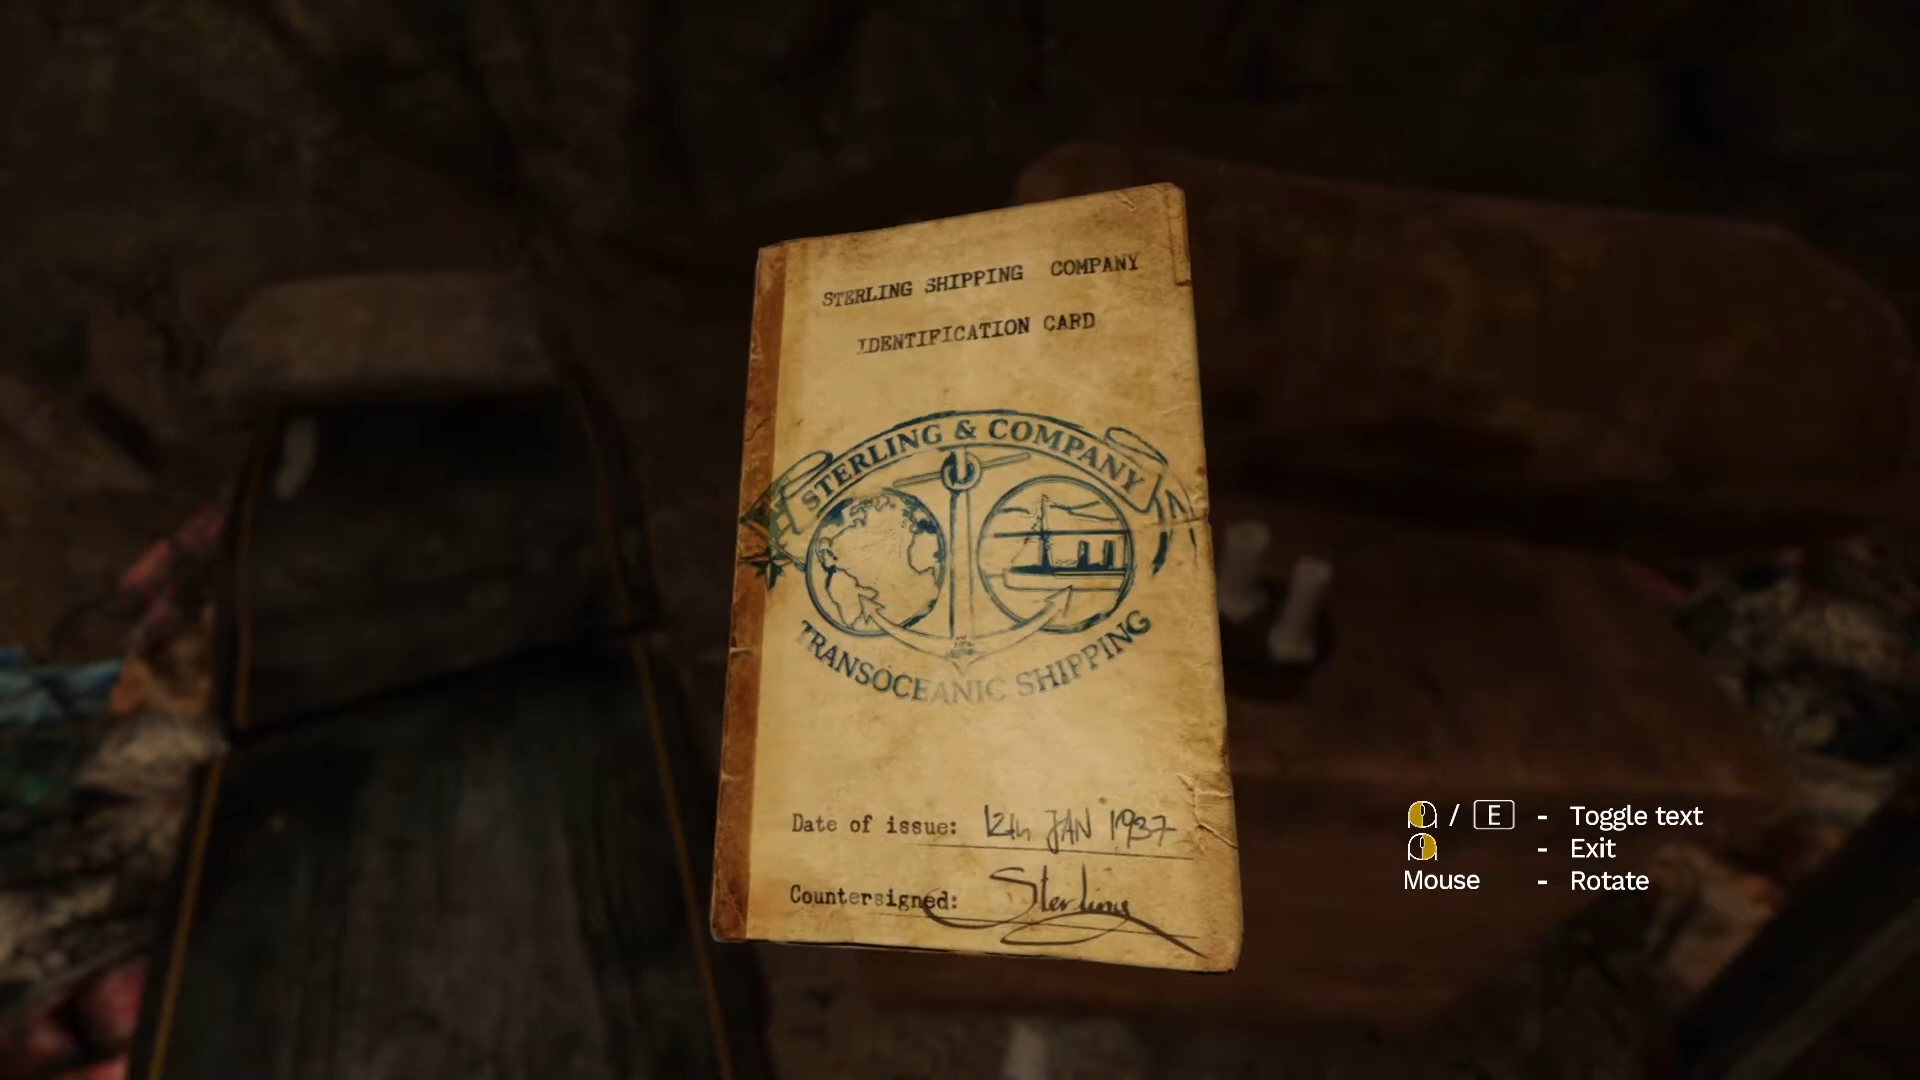 STERLING SHIPPING COMPANY
IDENTIFICATION CARD
STERLING & COMPANY
TRANSOCEANIC SHIPPING
Date of issue: 12th JAN 1937
Countersigned: Sterling
/ E - Toggle text
- Exit
Mouse - Rotate